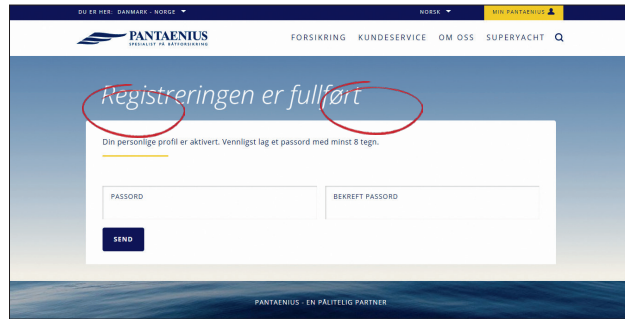 DU ER HER: DANMARK - NORGE
NORSK
MIN PANTAENIUS
PANTAENIUS
SPEZIALIST PÅ BÅTFORSIKRING
FORSIKRING KUNDESERVICE OM OSS SUPERYACHT
Registreringen er fullført
Din personlige profil er aktivert. Vennligst lag et passord med minst 8 tegn.
PASSORD
BEKREFT PASSORD
SEND
PANTAENIUS - EN PÅLITELIG PARTNER